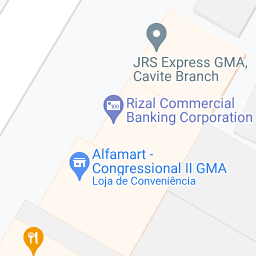 JRS Express GMA,
Cavite Branch
Rizal Commercial
Banking Corporation
Alfamart -
Congressional II GMA
Loja de Conveniência